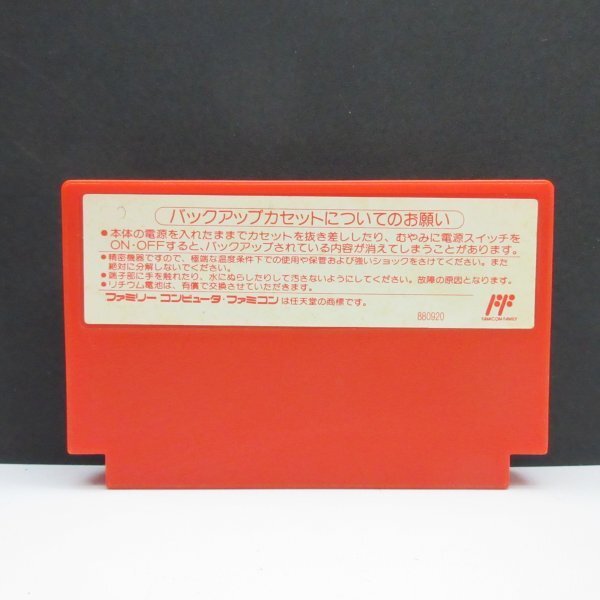 バックアップカセットについてのお願い
●本体の電源を入れたままでカセットを抜き差ししたり、むやみに電源スイッチを
ON・OFFすると、バックアップされている内容が消えてしまうことがあります。
●精密機器ですので、極端な温度条件下での使用や保管および強いショックをさけてください。また
絶対に分解しないでください。
●端子部に手を触れたり、水にぬらしたりして汚さないようにしてください。故障の原因となります。
●リチウム電池は、有償で交換させていただきます。
ファミリーコンピュータ・ファミコンは任天堂の商標です。
880920
FAMICOM FAMILY